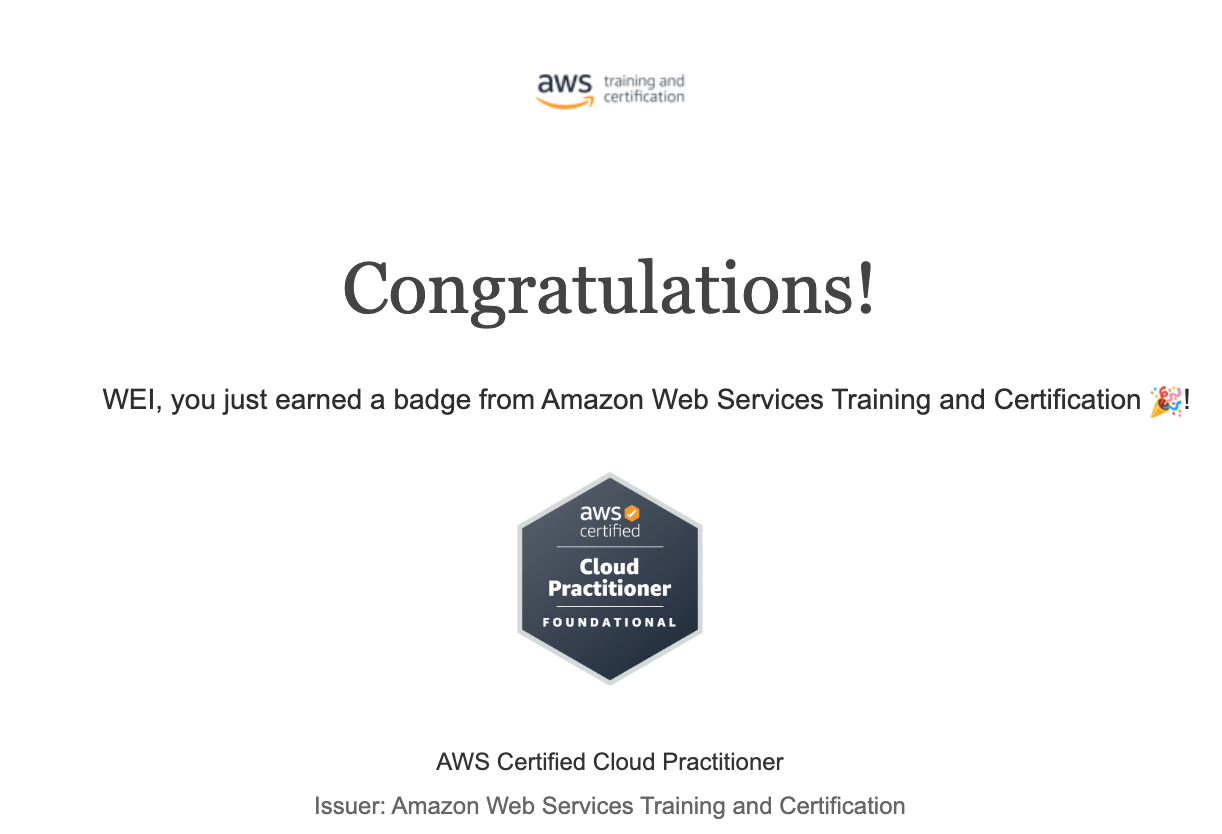 aws training and
certification
Congratulations!
WEI, you just earned a badge from Amazon Web Services Training and Certification 🎉!
aws
certified
Cloud
Practitioner
FOUNDATIONAL
AWS Certified Cloud Practitioner
Issuer: Amazon Web Services Training and Certification